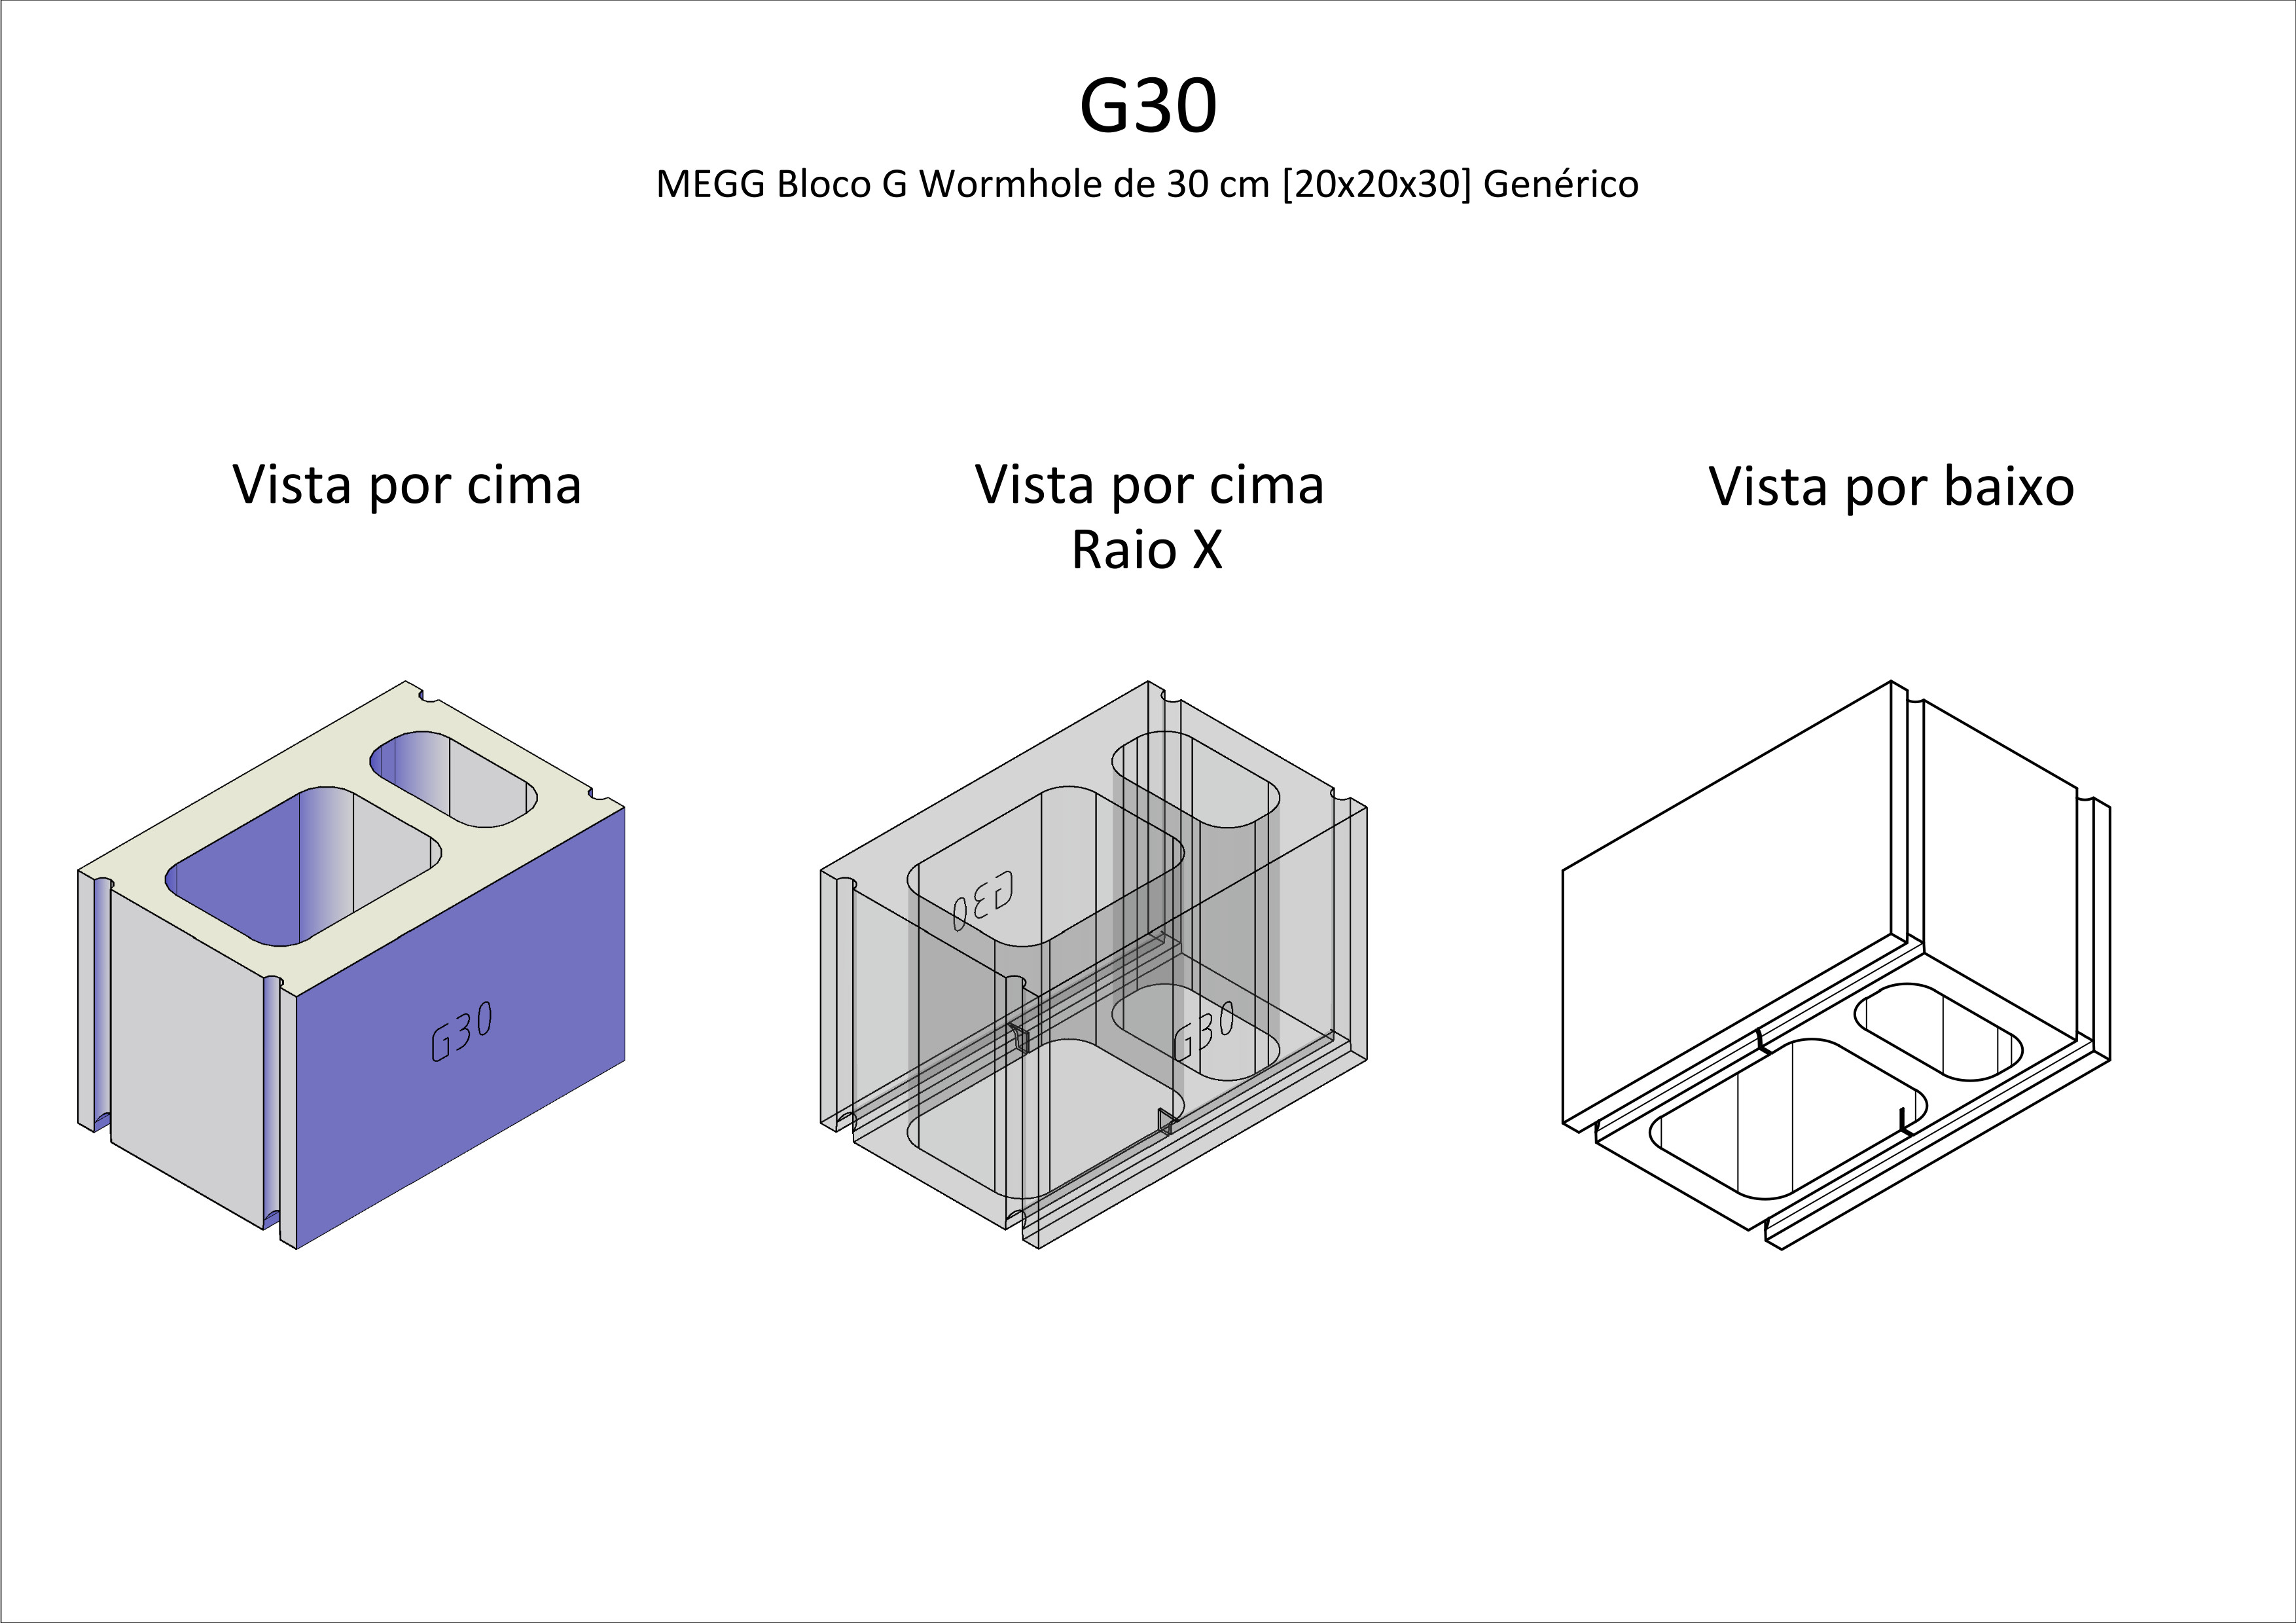 G30
MEGG Bloco G Wormhole de 30 cm [20x20x30] Genérico
Vista por cima
Vista por cima
Raio X
Vista por baixo
G30
G30
G30